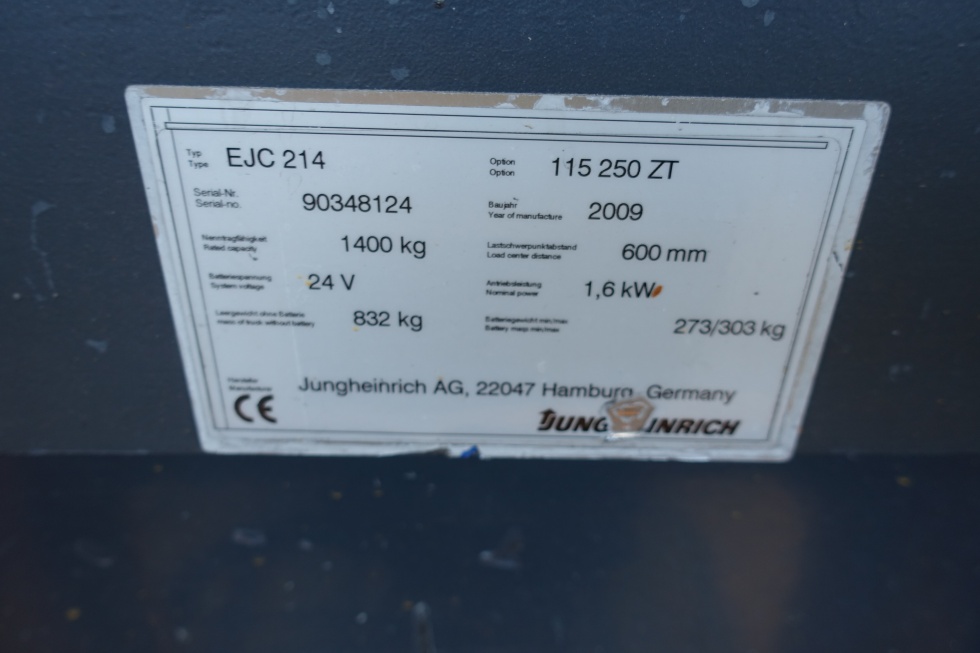 Typ
Type EJC 214
Option
Option 115 250 ZT
Serial-Nr.
Serial-no. 90348124
Baujahr
Year of manufacture 2009
Nenntragfähigkeit
Rated capacity 1400 kg
Lastschwerpunktabstand
Load center distance 600 mm
Batteriespannung
System voltage 24 V
Antriebsleistung
Nominal power 1,6 kW
Leergewicht ohne Batterie
mass of truck without battery 832 kg
Batteriegewicht min/max
Battery mass min/max 273/303 kg
Hersteller
Manufacturer Jungheinrich AG, 22047 Hamburg, Germany
CE
JUNG INRICH